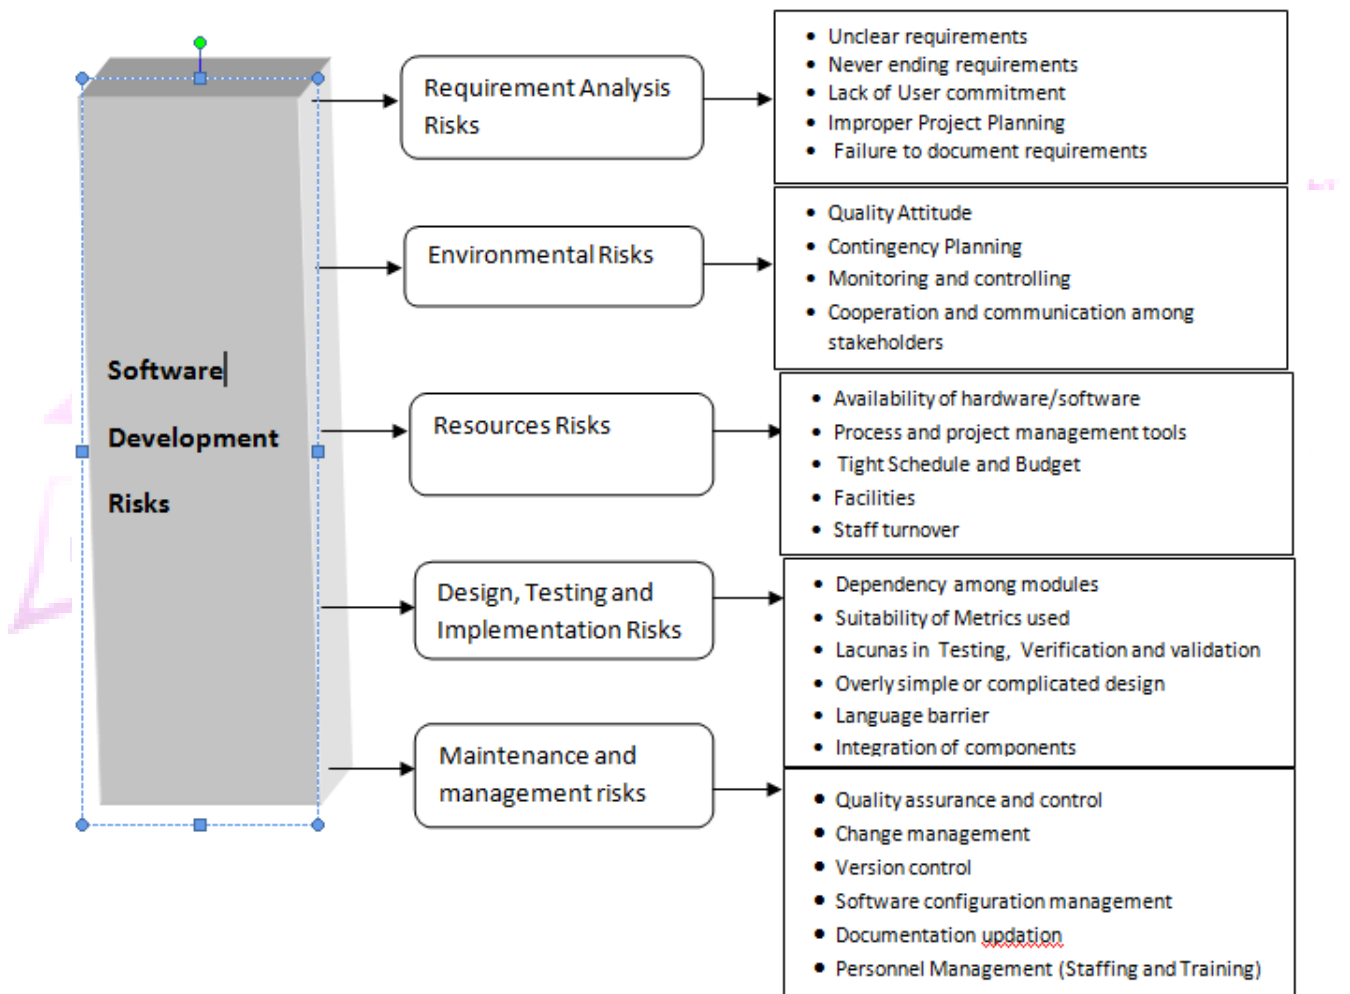 Software
Development
Risks
Requirement Analysis
Risks
• Unclear requirements
• Never ending requirements
• Lack of User commitment
• Improper Project Planning
• Failure to document requirements
Environmental Risks
• Quality Attitude
• Contingency Planning
• Monitoring and controlling
• Cooperation and communication among
stakeholders
Resources Risks
• Availability of hardware/software
• Process and project management tools
• Tight Schedule and Budget
• Facilities
• Staff turnover
Design, Testing and
Implementation Risks
• Dependency among modules
• Suitability of Metrics used
• Lacunas in Testing, Verification and validation
• Overly simple or complicated design
• Language barrier
• Integration of components
Maintenance and
management risks
• Quality assurance and control
• Change management
• Version control
• Software configuration management
• Documentation updation
• Personnel Management (Staffing and Training)